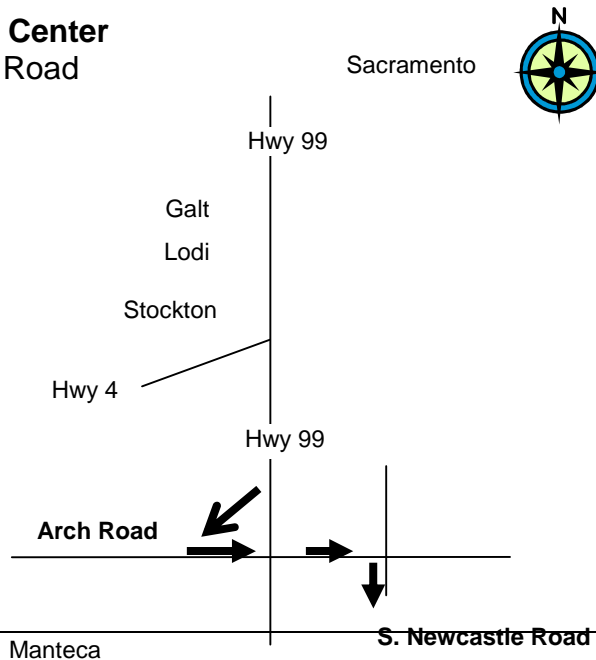 Center
Road
N
Sacramento
Hwy 99
Galt
Lodi
Stockton
Hwy 4
Hwy 99
Arch Road
S. Newcastle Road
Manteca